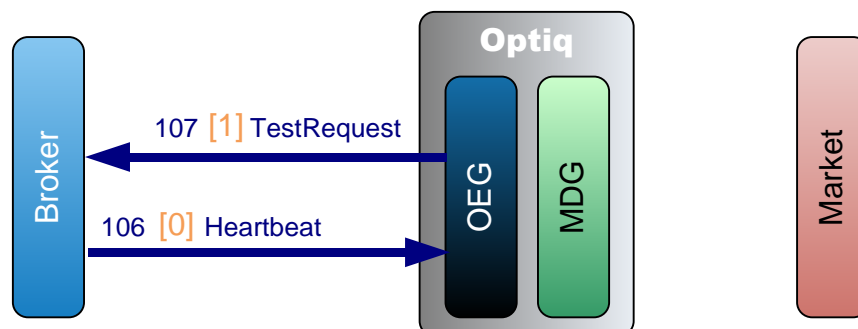 Optiq
107 [1] TestRequest
106 [0] Heartbeat
Broker
OEG
MDG
Market